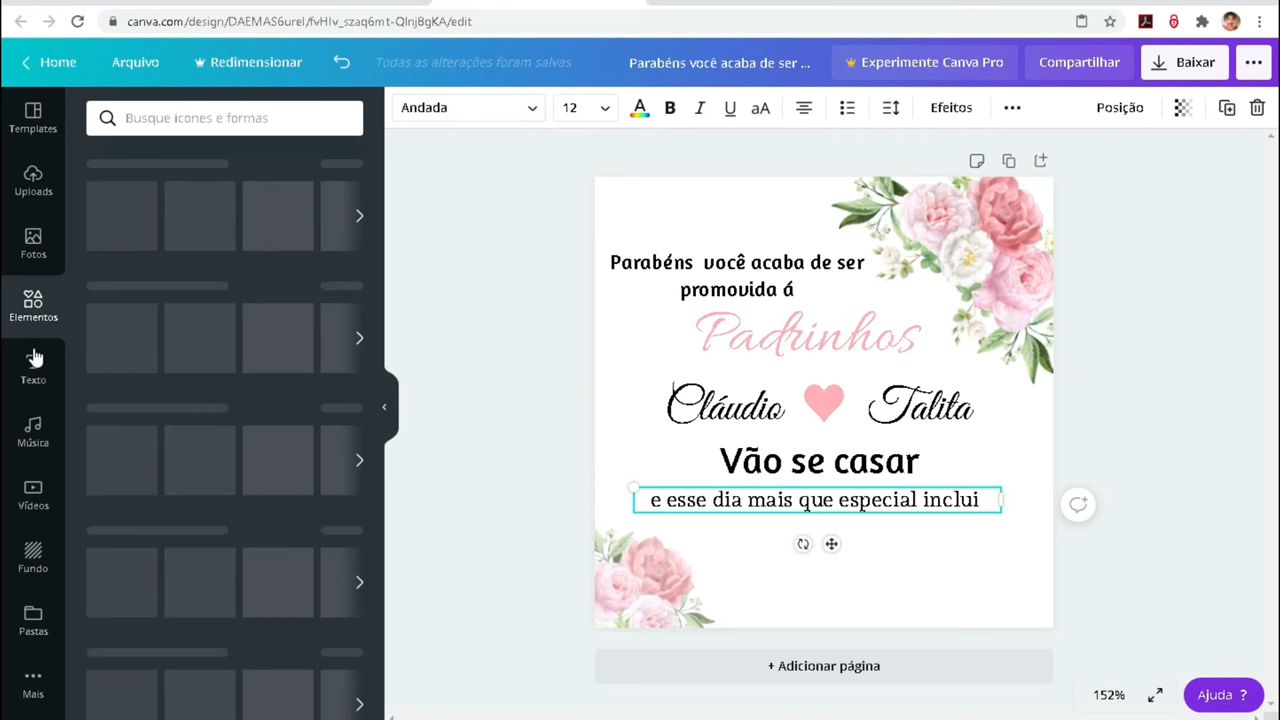 canva.com/design/DAEMAS6ureI/fvHIv_szaq6mt-QInj8gKA/edit
Home
Arquivo
Redimensionar
Todas as alterações foram salvas
Parabéns você acaba de ser ...
Experimente Canva Pro
Compartilhar
Baixar
Templates
Uploads
Fotos
Elementos
Texto
Música
Vídeos
Fundo
Pastas
Mais
Busque icones e formas
Andada
12
A
B
I
U
aA
Efeitos
Posição
Parabéns você acaba de ser
promovida á
Padrinhos
Cláudio Talita
Vão se casar
e esse dia mais que especial inclui
+ Adicionar página
152%
Ajuda ?